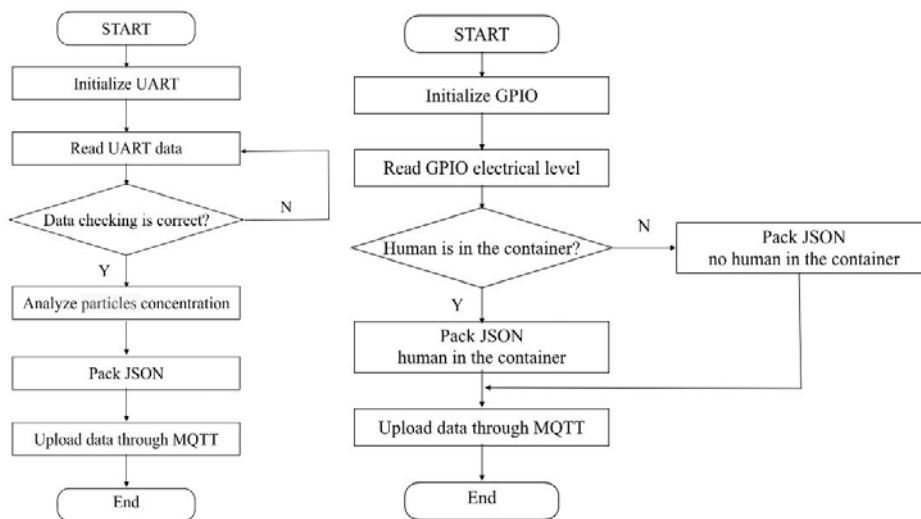 START
Initialize UART
Read UART data
Data checking is correct?
N
Y
Analyze particles concentration
Pack JSON
Upload data through MQTT
End
START
Initialize GPIO
Read GPIO electrical level
Human is in the container?
N
Pack JSON
no human in the container
Y
Pack JSON
human in the container
Upload data through MQTT
End